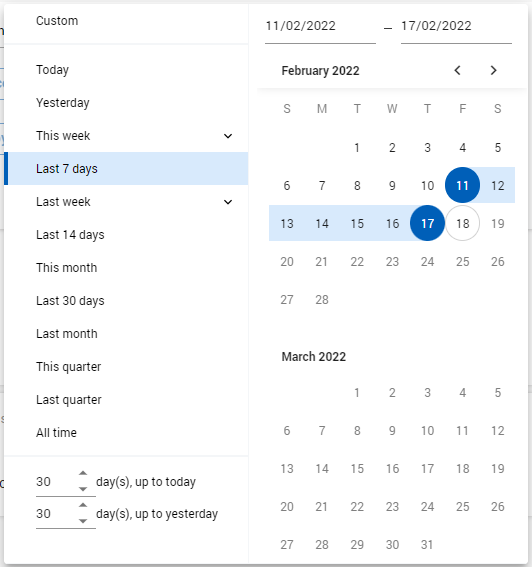 Custom
Today
Yesterday
This week
Last 7 days
Last week
Last 14 days
This month
Last 30 days
Last month
This quarter
Last quarter
All time
30 day(s), up to today
30 day(s), up to yesterday
11/02/2022 – 17/02/2022
February 2022
S M T W T F S
1 2 3 4 5
6 7 8 9 10 11 12
13 14 15 16 17 18 19
20 21 22 23 24 25 26
27 28
March 2022
1 2 3 4 5
6 7 8 9 10 11 12
13 14 15 16 17 18 19
20 21 22 23 24 25 26
27 28 29 30 31